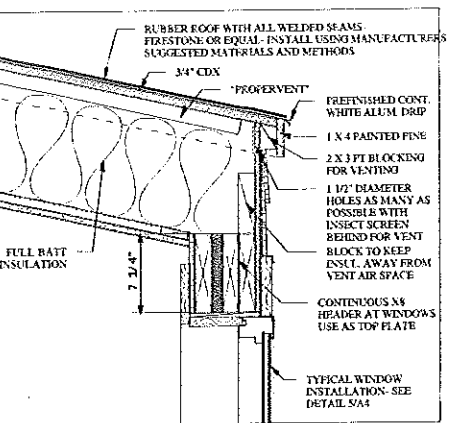 RUBBER ROOF WITH ALL WELDED SEAMS-
FIRESTONE OR EQUAL- INSTALL USING MANUFACTURERS
SUGGESTED MATERIALS AND METHODS
3/4" CDX
"PROPERVENT"
PREFINISHED CONT.
WHITE ALUM. DRIP
1 X 4 PAINTED PINE
2 X 3 PT BLOCKING
FOR VENTING
1 1/2" DIAMETER
HOLES AS MANY AS
POSSIBLE WITH
INSECT SCREEN
BEHIND FOR VENT
BLOCK TO KEEP
INSUL. AWAY FROM
VENT AIR SPACE
FULL BATT
INSULATION
7 1/4"
CONTINUOUS X8
HEADER AT WINDOWS
USE AS TOP PLATE
TYPICAL WINDOW
INSTALLATION- SEE
DETAIL 5/A4